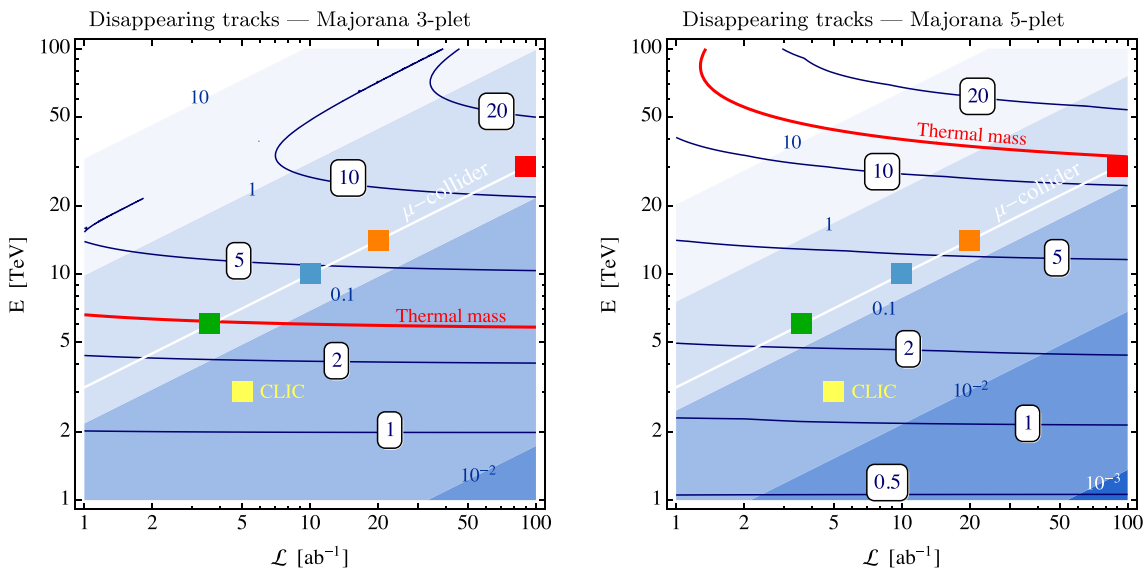 Disappearing tracks — Majorana 3-plet
100
50
20
10
5
2
1
E [TeV]
10
20
1
10
μ−collider
5
0.1
Thermal mass
2
CLIC
1
10⁻²
1 2 5 10 20 50 100
ℒ [ab⁻¹]
Disappearing tracks — Majorana 5-plet
100
50
20
10
5
2
1
E [TeV]
20
Thermal mass
10
10
μ−collider
1
5
0.1
2
CLIC
10⁻²
1
0.5
10⁻³
1 2 5 10 20 50 100
ℒ [ab⁻¹]